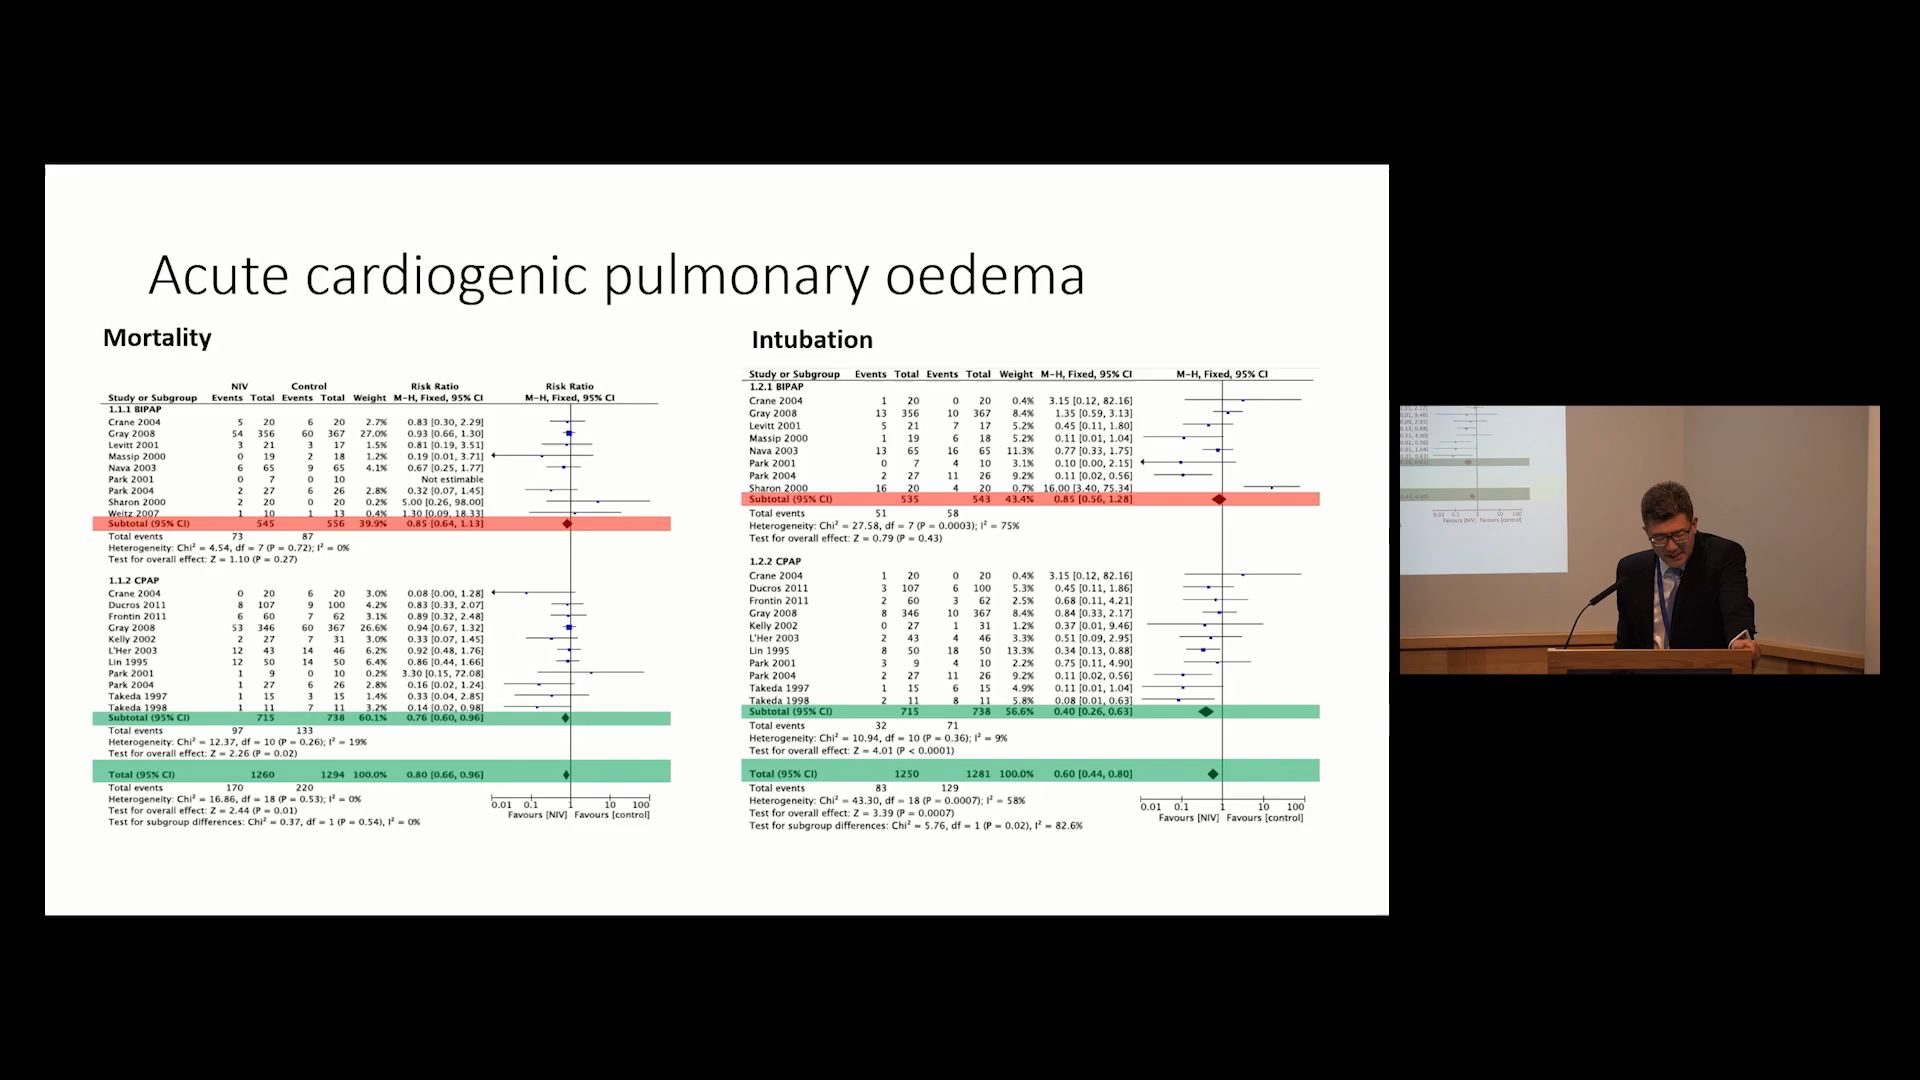 Acute cardiogenic pulmonary oedema
Mortality
NIV Control Risk Ratio Risk Ratio
Study or Subgroup Events Total Events Total Weight M-H, Fixed, 95% CI M-H, Fixed, 95% CI
1.1.1 BIPAP
Crane 2004 5 20 6 20 2.7% 0.83 [0.30, 2.29]
Gray 2008 54 356 60 367 27.0% 0.93 [0.66, 1.30]
Levitt 2001 3 21 3 17 1.5% 0.81 [0.19, 3.51]
Massip 2000 0 19 2 18 1.2% 0.19 [0.01, 3.71]
Nava 2003 6 65 9 65 4.1% 0.67 [0.25, 1.77]
Park 2001 0 7 0 10 Not estimable
Park 2004 2 27 6 26 2.8% 0.32 [0.07, 1.45]
Sharon 2000 2 20 0 20 0.2% 5.00 [0.26, 98.00]
Weitz 2007 1 10 1 13 0.4% 1.30 [0.09, 18.33]
Subtotal (95% CI) 545 556 39.9% 0.85 [0.64, 1.13]
Total events 73 87
Heterogeneity: Chi² = 4.54, df = 7 (P = 0.72); I² = 0%
Test for overall effect: Z = 1.10 (P = 0.27)
1.1.2 CPAP
Crane 2004 0 20 6 20 3.0% 0.08 [0.00, 1.28]
Ducros 2011 8 107 9 100 4.2% 0.83 [0.33, 2.07]
Frontin 2011 6 60 7 62 3.1% 0.89 [0.32, 2.48]
Gray 2008 53 346 60 367 26.6% 0.94 [0.67, 1.32]
Kelly 2002 2 27 7 31 3.0% 0.33 [0.07, 1.45]
L'Her 2003 12 43 14 46 6.2% 0.92 [0.48, 1.76]
Lin 1995 12 50 14 50 6.4% 0.86 [0.44, 1.66]
Park 2001 1 9 0 10 0.2% 3.30 [0.15, 72.08]
Park 2004 1 27 6 26 2.8% 0.16 [0.02, 1.24]
Takeda 1997 1 15 3 15 1.4% 0.33 [0.04, 2.85]
Takeda 1998 1 11 7 11 3.2% 0.14 [0.02, 0.98]
Subtotal (95% CI) 715 738 60.1% 0.76 [0.60, 0.96]
Total events 97 133
Heterogeneity: Chi² = 12.37, df = 10 (P = 0.26); I² = 19%
Test for overall effect: Z = 2.26 (P = 0.02)
Total (95% CI) 1260 1294 100.0% 0.80 [0.66, 0.96]
Total events 170 220
Heterogeneity: Chi² = 16.86, df = 18 (P = 0.53); I² = 0%
Test for overall effect: Z = 2.44 (P = 0.01)
Test for subgroup differences: Chi² = 0.37, df = 1 (P = 0.54), I² = 0%
0.01 0.1 1 10 100
Favours [NIV] Favours [control]
Intubation
Study or Subgroup Events Total Events Total Weight M-H, Fixed, 95% CI M-H, Fixed, 95% CI
1.2.1 BIPAP
Crane 2004 1 20 0 20 0.4% 3.15 [0.12, 82.16]
Gray 2008 13 356 10 367 8.4% 1.35 [0.59, 3.13]
Levitt 2001 5 21 7 17 5.2% 0.45 [0.11, 1.80]
Massip 2000 1 19 6 18 5.2% 0.11 [0.01, 1.04]
Nava 2003 13 65 16 65 11.3% 0.77 [0.33, 1.75]
Park 2001 0 7 4 10 3.1% 0.10 [0.00, 2.15]
Park 2004 2 27 11 26 9.2% 0.11 [0.02, 0.56]
Sharon 2000 16 20 4 20 0.7% 16.00 [3.40, 75.34]
Subtotal (95% CI) 535 543 43.4% 0.85 [0.56, 1.28]
Total events 51 58
Heterogeneity: Chi² = 27.58, df = 7 (P = 0.0003); I² = 75%
Test for overall effect: Z = 0.79 (P = 0.43)
1.2.2 CPAP
Crane 2004 1 20 0 20 0.4% 3.15 [0.12, 82.16]
Ducros 2011 3 107 6 100 5.3% 0.45 [0.11, 1.86]
Frontin 2011 2 60 3 62 2.5% 0.68 [0.11, 4.21]
Gray 2008 8 346 10 367 8.4% 0.84 [0.33, 2.17]
Kelly 2002 0 27 1 31 1.2% 0.37 [0.01, 9.46]
L'Her 2003 2 43 4 46 3.3% 0.51 [0.09, 2.95]
Lin 1995 8 50 18 50 13.3% 0.34 [0.13, 0.88]
Park 2001 3 9 4 10 2.2% 0.75 [0.11, 4.90]
Park 2004 2 27 11 26 9.2% 0.11 [0.02, 0.56]
Takeda 1997 1 15 6 15 4.9% 0.11 [0.01, 1.04]
Takeda 1998 2 11 8 11 5.8% 0.08 [0.01, 0.63]
Subtotal (95% CI) 715 738 56.6% 0.40 [0.26, 0.63]
Total events 32 71
Heterogeneity: Chi² = 10.94, df = 10 (P = 0.36); I² = 9%
Test for overall effect: Z = 4.01 (P < 0.0001)
Total (95% CI) 1250 1281 100.0% 0.60 [0.44, 0.80]
Total events 83 129
Heterogeneity: Chi² = 43.30, df = 18 (P = 0.0007); I² = 58%
Test for overall effect: Z = 3.39 (P = 0.0007)
Test for subgroup differences: Chi² = 5.76, df = 1 (P = 0.02), I² = 82.6%
0.01 0.1 1 10 100
Favours [NIV] Favours [control]